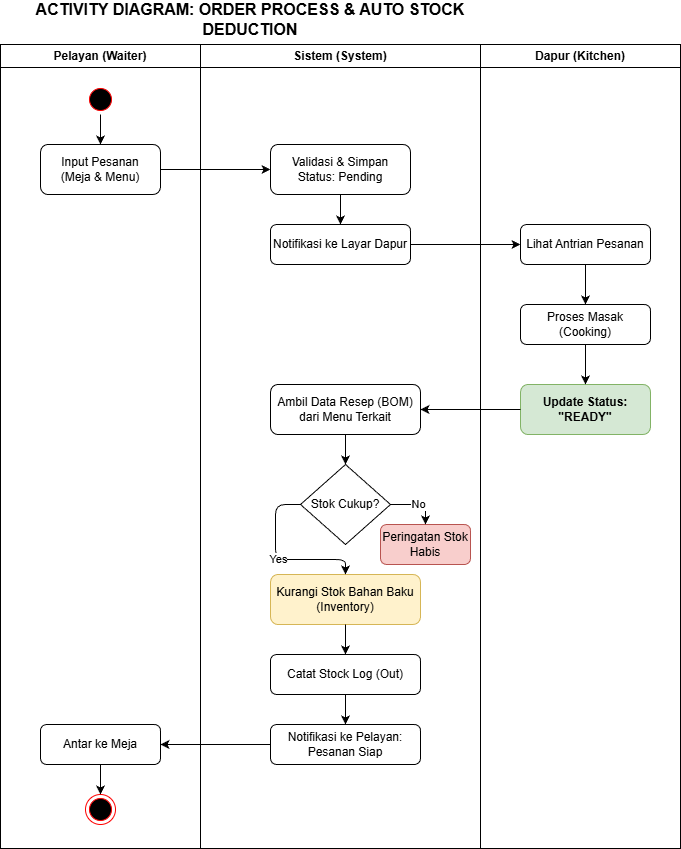 ACTIVITY DIAGRAM: ORDER PROCESS & AUTO STOCK
DEDUCTION
Pelayan (Waiter)
Sistem (System)
Dapur (Kitchen)
Input Pesanan
(Meja & Menu)
Validasi & Simpan
Status: Pending
Notifikasi ke Layar Dapur
Lihat Antrian Pesanan
Proses Masak
(Cooking)
Update Status:
"READY"
Ambil Data Resep (BOM)
dari Menu Terkait
Stok Cukup?
No
Peringatan Stok
Habis
Yes
Kurangi Stok Bahan Baku
(Inventory)
Catat Stock Log (Out)
Notifikasi ke Pelayan:
Pesanan Siap
Antar ke Meja